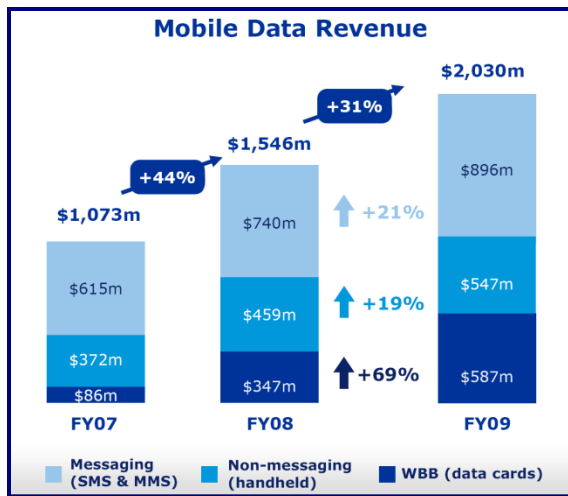 Mobile Data Revenue
$2,030m
+31%
$1,546m
+44%
$1,073m
$896m
$740m
+21%
$615m
$547m
$459m
+19%
$372m
$587m
$347m
+69%
$86m
FY07
FY08
FY09
Messaging
(SMS & MMS)
Non-messaging
(handheld)
WBB (data cards)